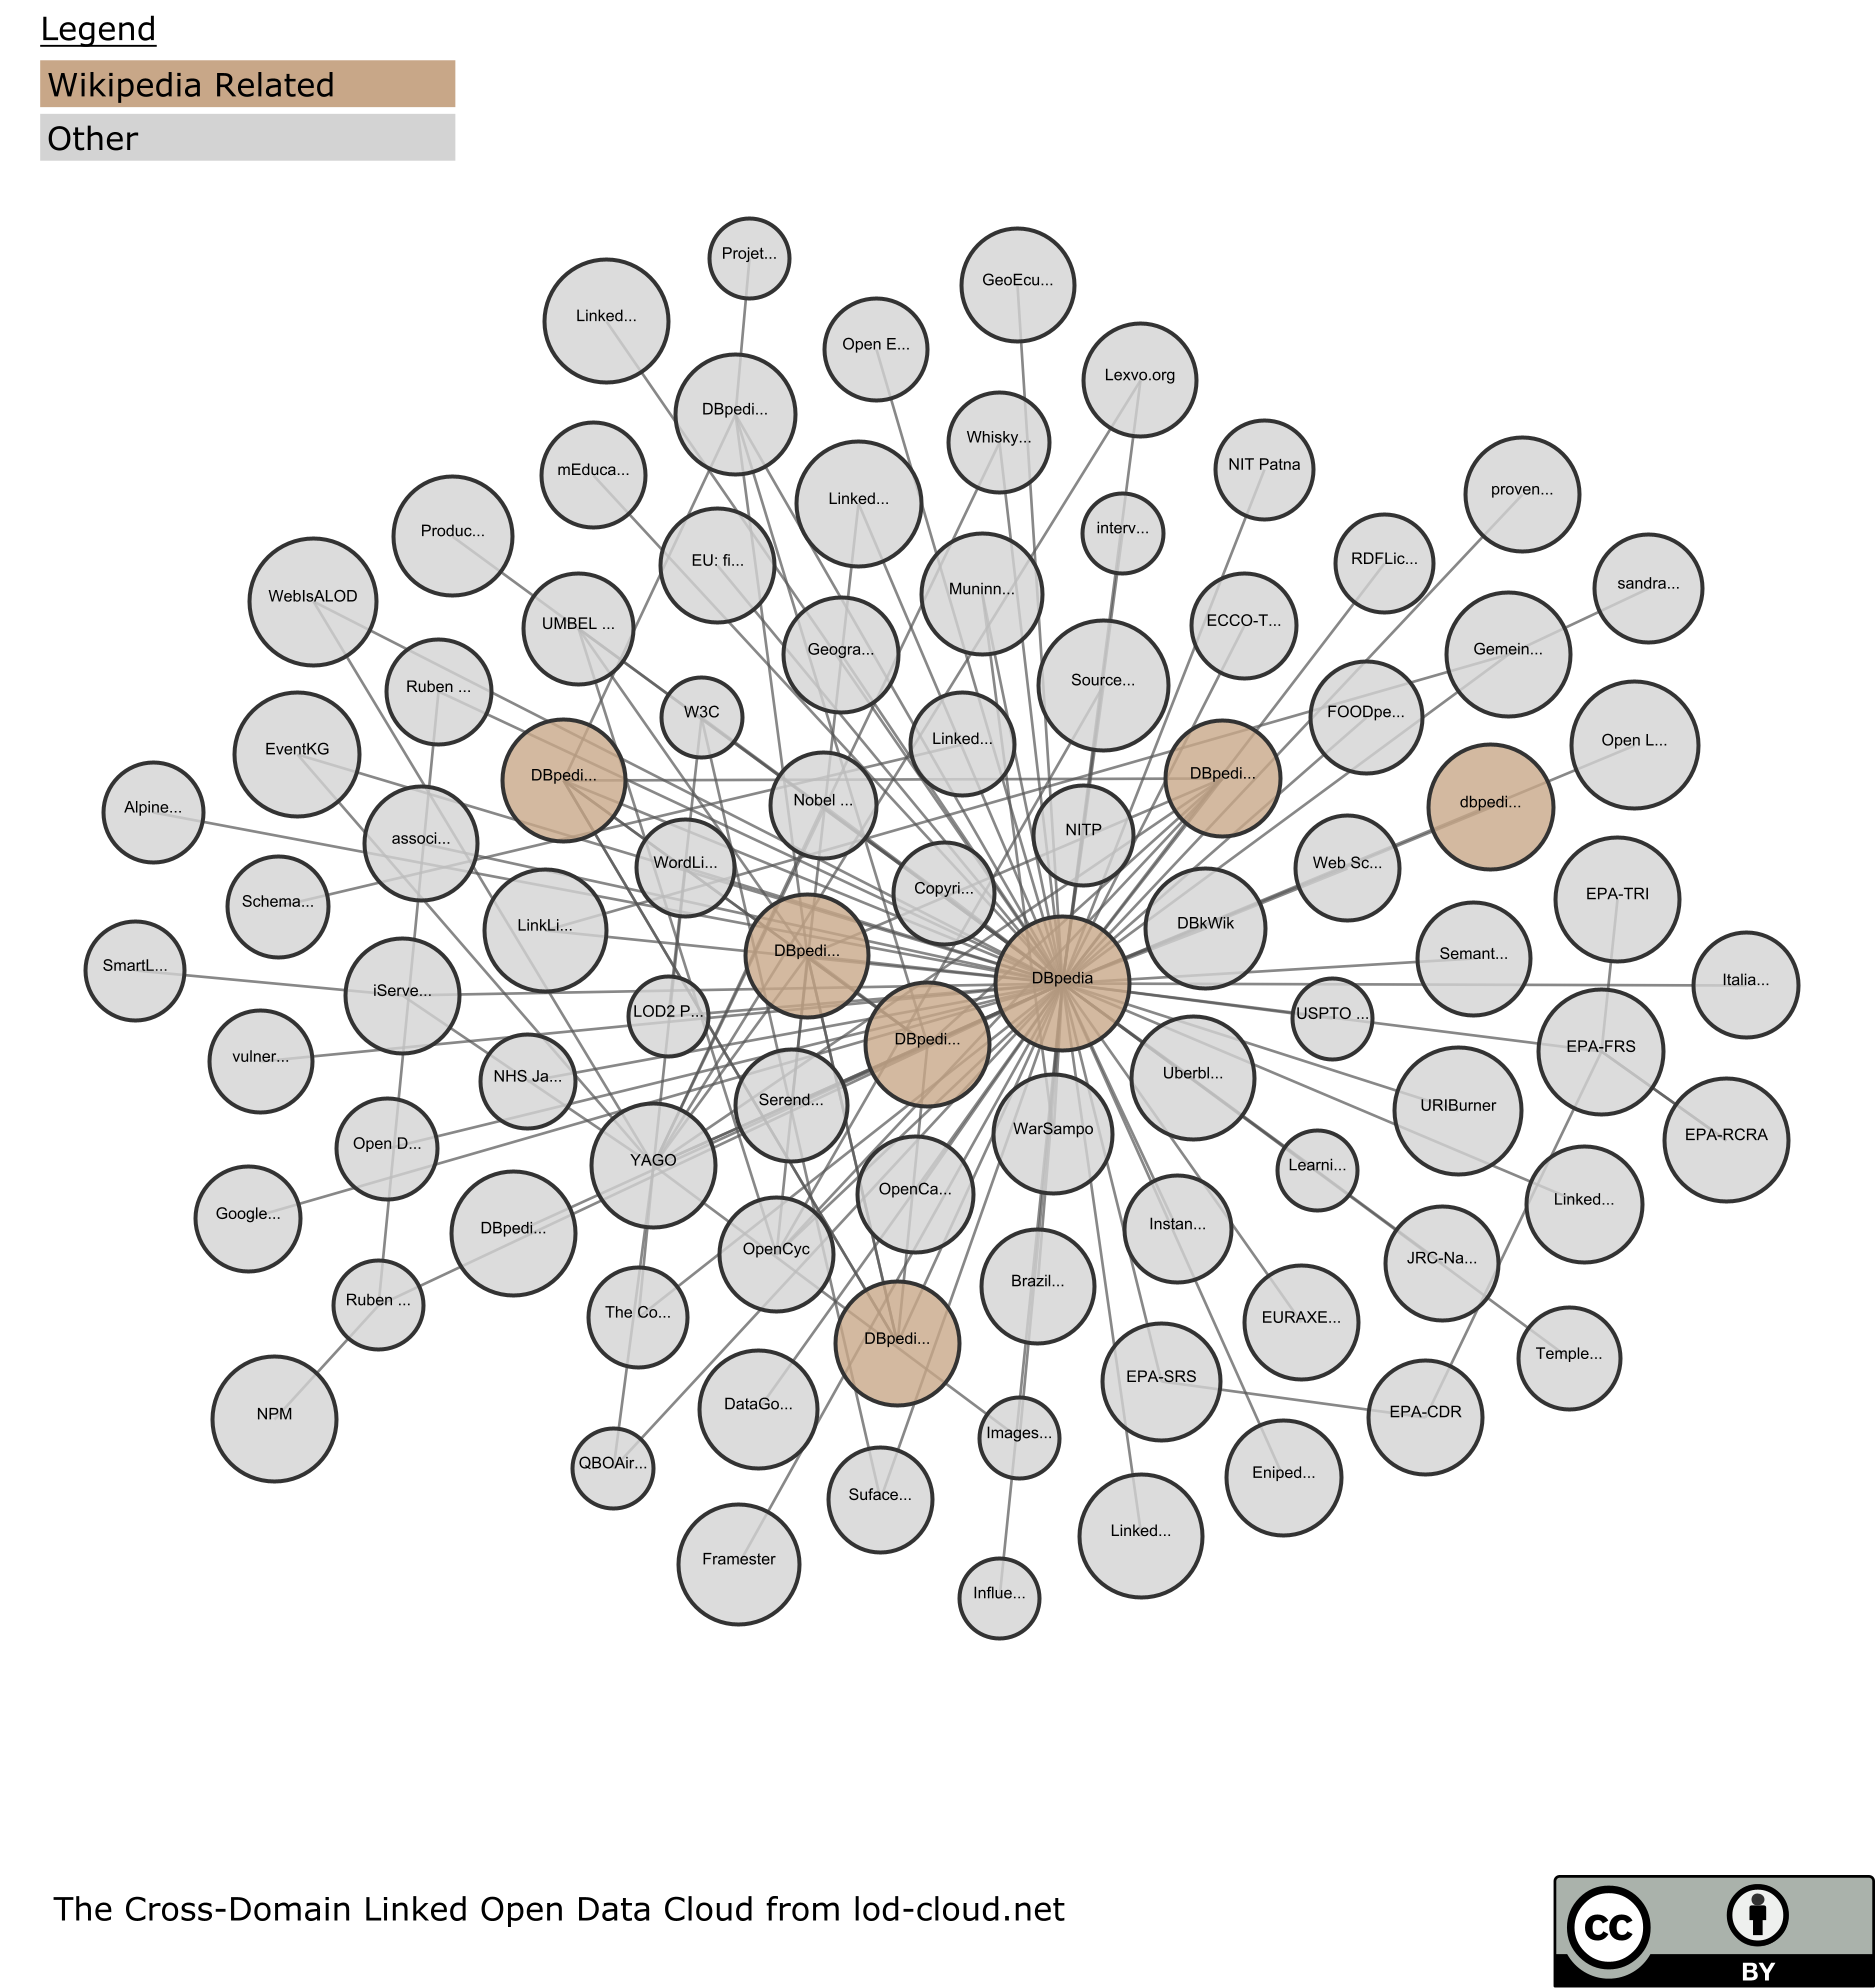 Legend
Wikipedia Related
Other
Projet...
GeoEcu...
Linked...
Open E...
Lexvo.org
DBpedi...
Whisky...
mEduca...
NIT Patna
proven...
Linked...
Produc...
interv...
EU: fi...
RDFLic...
sandra...
Muninn...
WebIsALOD
UMBEL ...
ECCO-T...
Geogra...
Gemein...
Source...
Ruben ...
W3C
FOODpe...
EventKG
Linked...
Open L...
DBpedi...
DBpedi...
Alpine...
Nobel ...
dbpedi...
NITP
associ...
WordLi...
Web Sc...
Copyri...
EPA-TRI
Schema...
LinkLi...
DBkWik
DBpedi...
Semant...
SmartL...
DBpedia
Italia...
iServe...
LOD2 P...
USPTO ...
DBpedi...
EPA-FRS
vulner...
NHS Ja...
Uberbl...
Serend...
URIBurner
WarSampo
EPA-RCRA
Open D...
YAGO
Learni...
OpenCa...
Linked...
Google...
DBpedi...
Instan...
OpenCyc
JRC-Na...
Brazil...
Ruben ...
The Co...
EURAXE...
DBpedi...
Temple...
EPA-SRS
DataGo...
EPA-CDR
NPM
Images...
QBOAir...
Eniped...
Suface...
Linked...
Framester
Influe...
The Cross-Domain Linked Open Data Cloud from lod-cloud.net
cc
BY